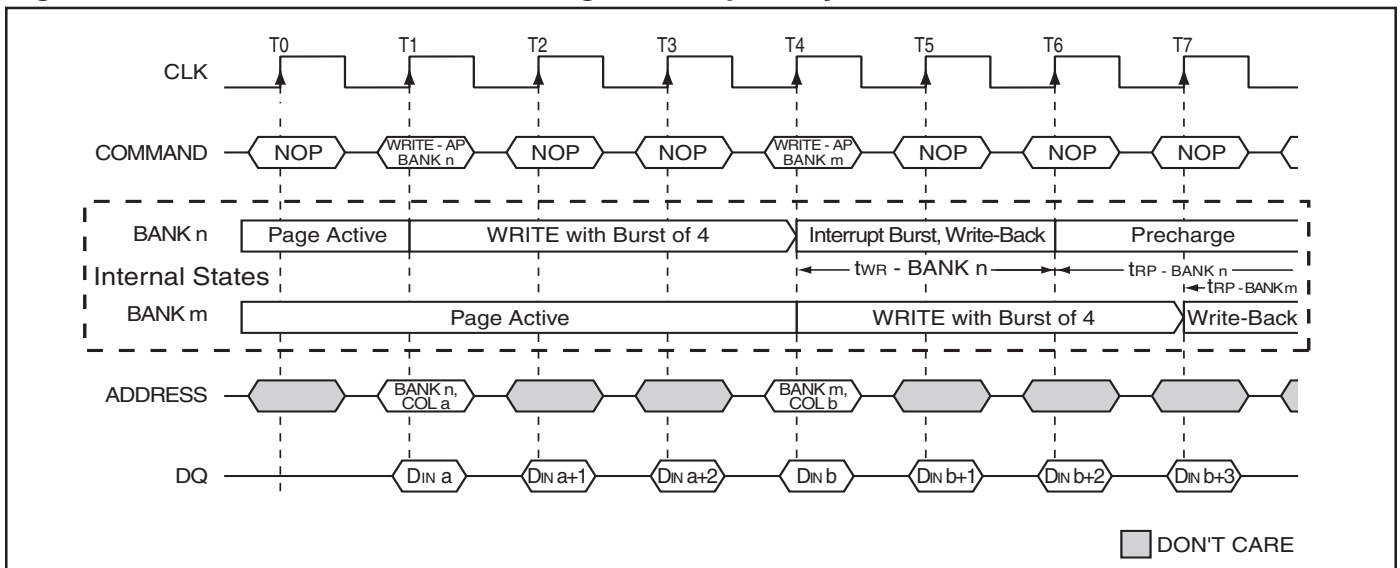 T0 T1 T2 T3 T4 T5 T6 T7
CLK
COMMAND NOP WRITE - AP BANK n NOP NOP WRITE - AP BANK m NOP NOP NOP
BANK n Page Active WRITE with Burst of 4 Interrupt Burst, Write-Back Precharge
Internal States tWR - BANK n tRP - BANK n
tRP - BANK m
BANK m Page Active WRITE with Burst of 4 Write-Back
ADDRESS BANK n, COL a BANK m, COL b
DQ DIN a DIN a+1 DIN a+2 DIN b DIN b+1 DIN b+2 DIN b+3
DON'T CARE